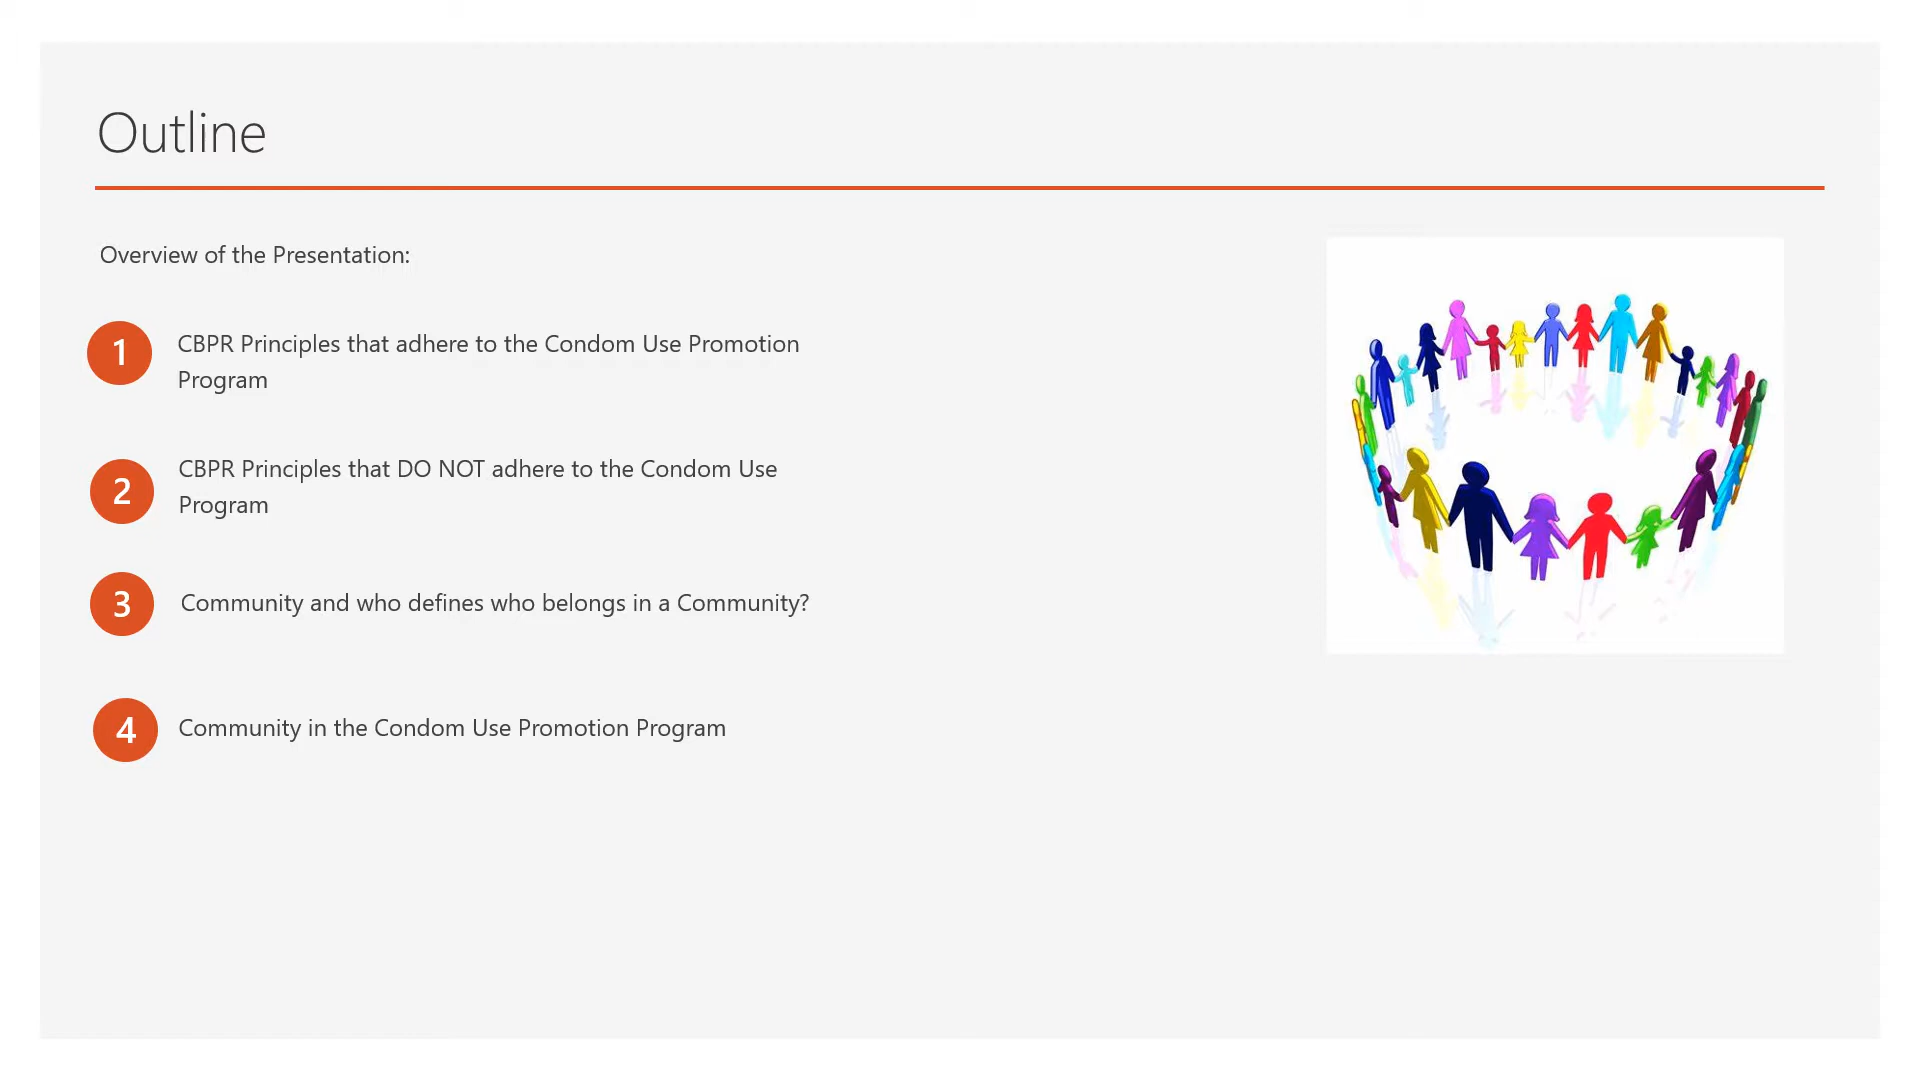 Outline
Overview of the Presentation:
1
CBPR Principles that adhere to the Condom Use Promotion
Program
2
CBPR Principles that DO NOT adhere to the Condom Use
Program
3
Community and who defines who belongs in a Community?
4
Community in the Condom Use Promotion Program